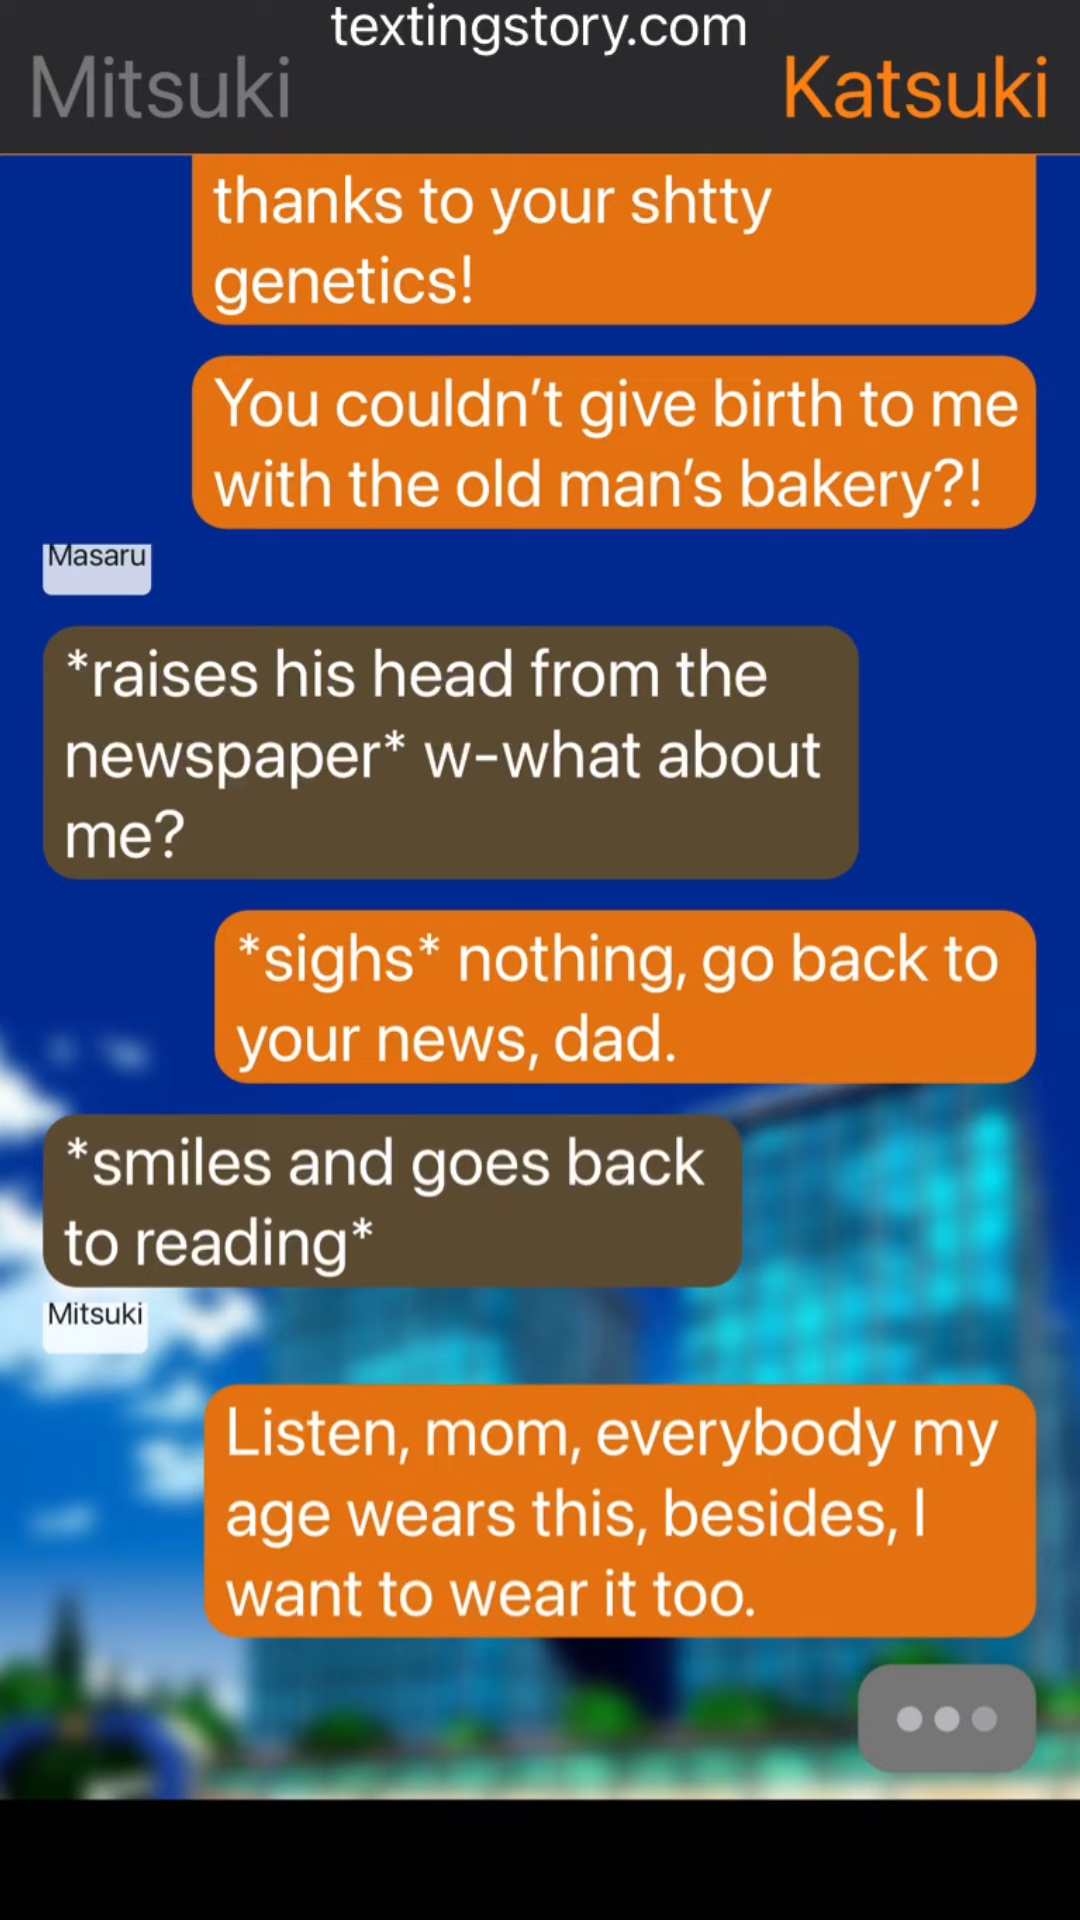 textingstory.com
Mitsuki
Katsuki
thanks to your shtty
genetics!
You couldn’t give birth to me
with the old man’s bakery?!
Masaru
*raises his head from the
newspaper* w-what about
me?
*sighs* nothing, go back to
your news, dad.
*smiles and goes back
to reading*
Mitsuki
Listen, mom, everybody my
age wears this, besides, I
want to wear it too.